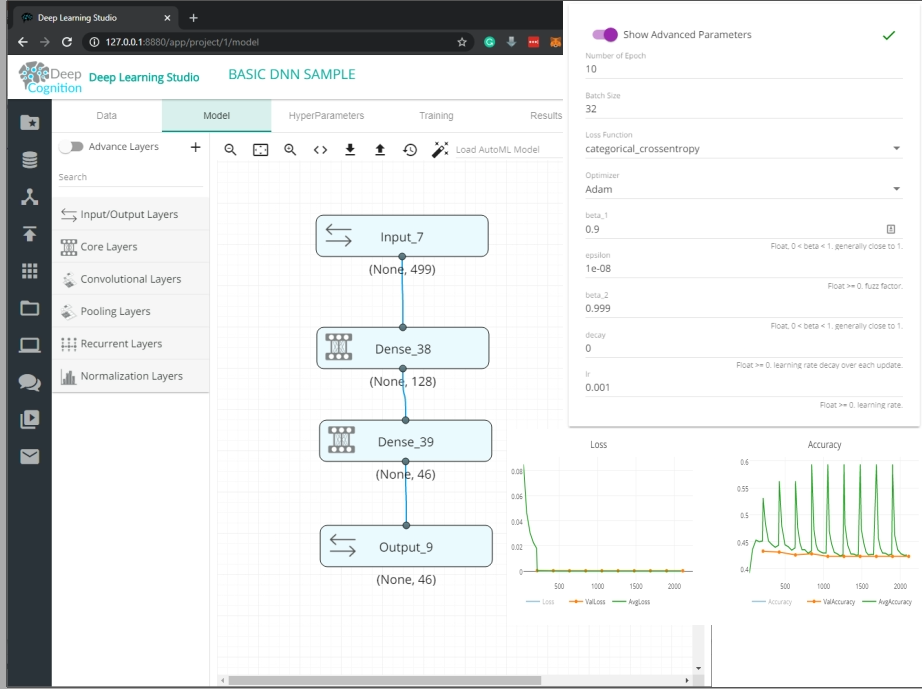 Deep Learning Studio
127.0.0.1:8880/app/project/1/model
Deep
Cognition
Deep Learning Studio
BASIC DNN SAMPLE
Data
Model
HyperParameters
Training
Results
Advance Layers
Load AutoML Model
Search
Input/Output Layers
Core Layers
Convolutional Layers
Pooling Layers
Recurrent Layers
Normalization Layers
Input_7
(None, 499)
Dense_38
(None, 128)
Dense_39
(None, 46)
Output_9
(None, 46)
Show Advanced Parameters
Number of Epoch
10
Batch Size
32
Loss Function
categorical_crossentropy
Optimizer
Adam
beta_1
0.9
Float, 0 < beta < 1. generally close to 1.
epsilon
1e-08
Float >= 0. fuzz factor.
beta_2
0.999
Float, 0 < beta < 1. generally close to 1.
decay
0
Float >= 0. learning rate decay over each update.
lr
0.001
Float >= 0. learning rate.
Loss
0.08
0.06
0.04
0.02
0
500
1000
1500
2000
Loss
ValLoss
AvgLoss
Accuracy
0.6
0.55
0.5
0.45
0.4
500
1000
1500
2000
Accuracy
ValAccuracy
AvgAccuracy